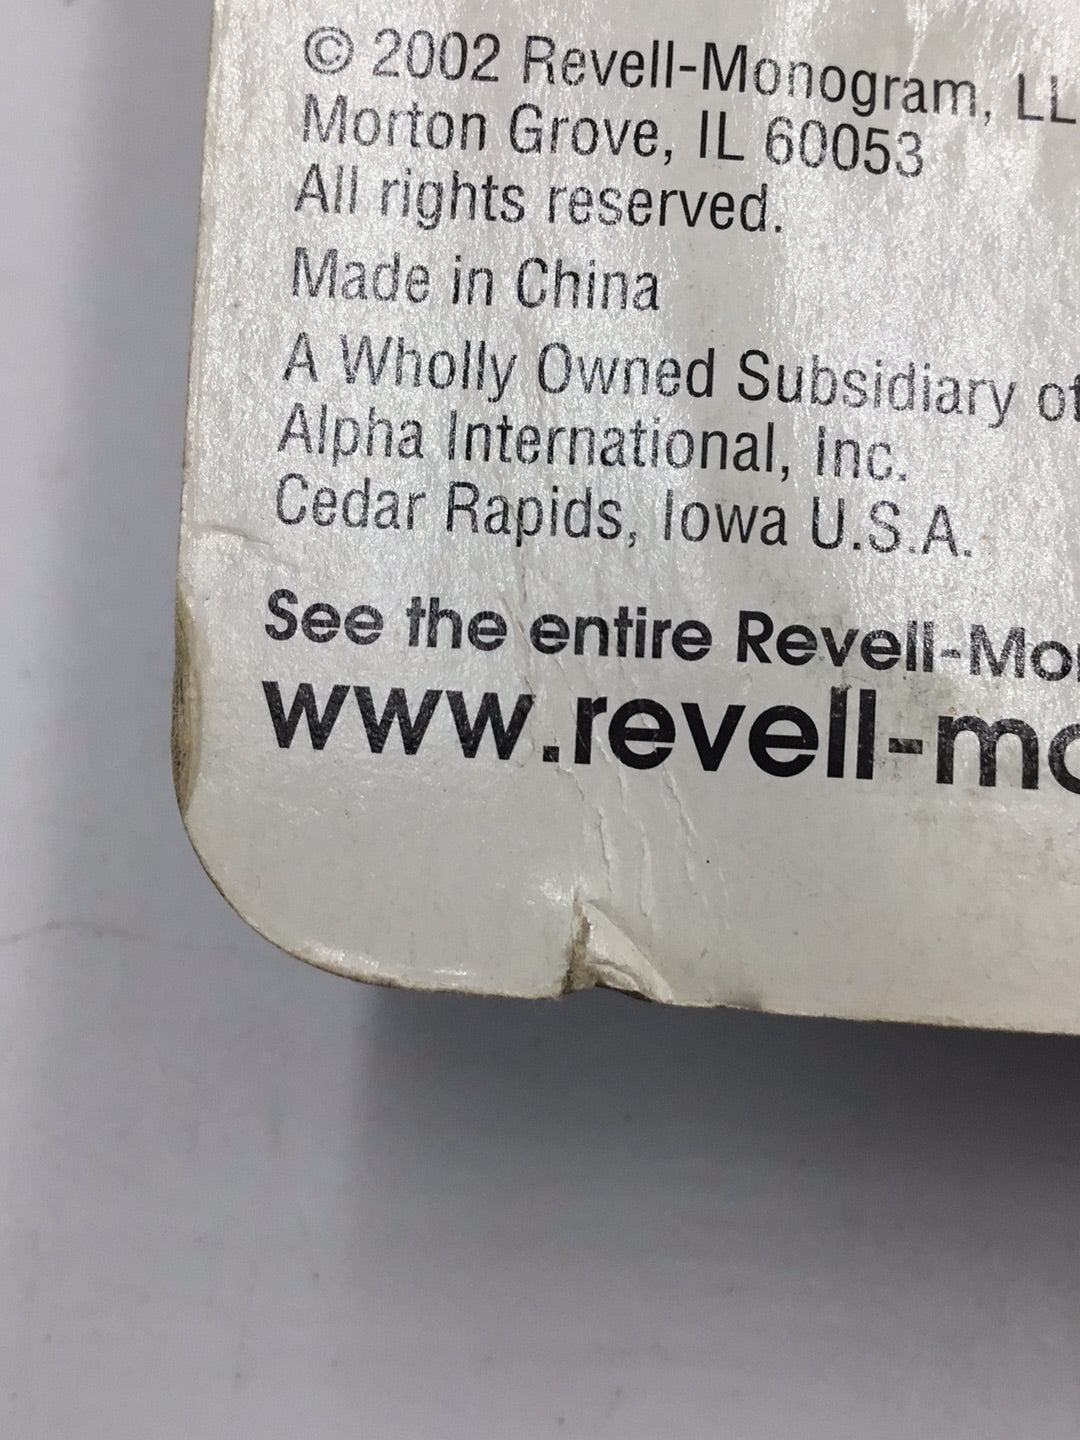 © 2002 Revell-Monogram, LL
Morton Grove, IL 60053
All rights reserved.
Made in China
A Wholly Owned Subsidiary of
Alpha International, Inc.
Cedar Rapids, Iowa U.S.A.
See the entire Revell-Mon
www.revell-mo